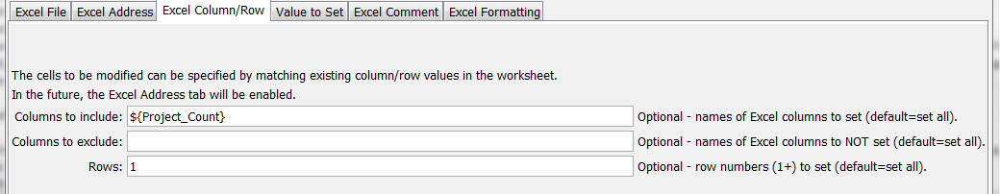 Excel File Excel Address Excel Column/Row Value to Set Excel Comment Excel Formatting
The cells to be modified can be specified by matching existing column/row values in the worksheet.
In the future, the Excel Address tab will be enabled.
Columns to include: ${Project_Count} Optional - names of Excel columns to set (default=set all).
Columns to exclude: Optional - names of Excel columns to NOT set (default=set all).
Rows: 1 Optional - row numbers (1+) to set (default=set all).